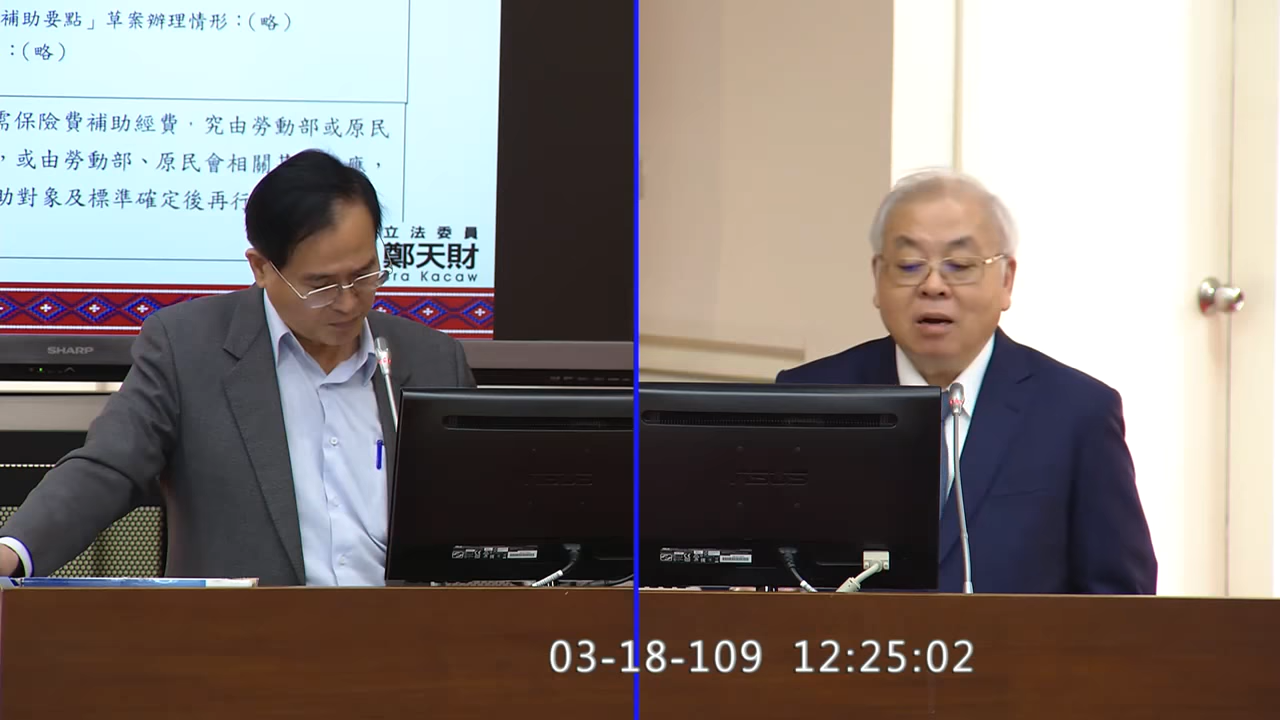 補助要點」草案辦理情形：(略)
：(略)
需保險費補助經費，究由勞動部或原民
，或由勞動部、原民會相關
助對象及標準確定後再行
立法委員
鄭天財
Kacaw
SHARP
ASUS
ASUS
03-18-109 12:25:02